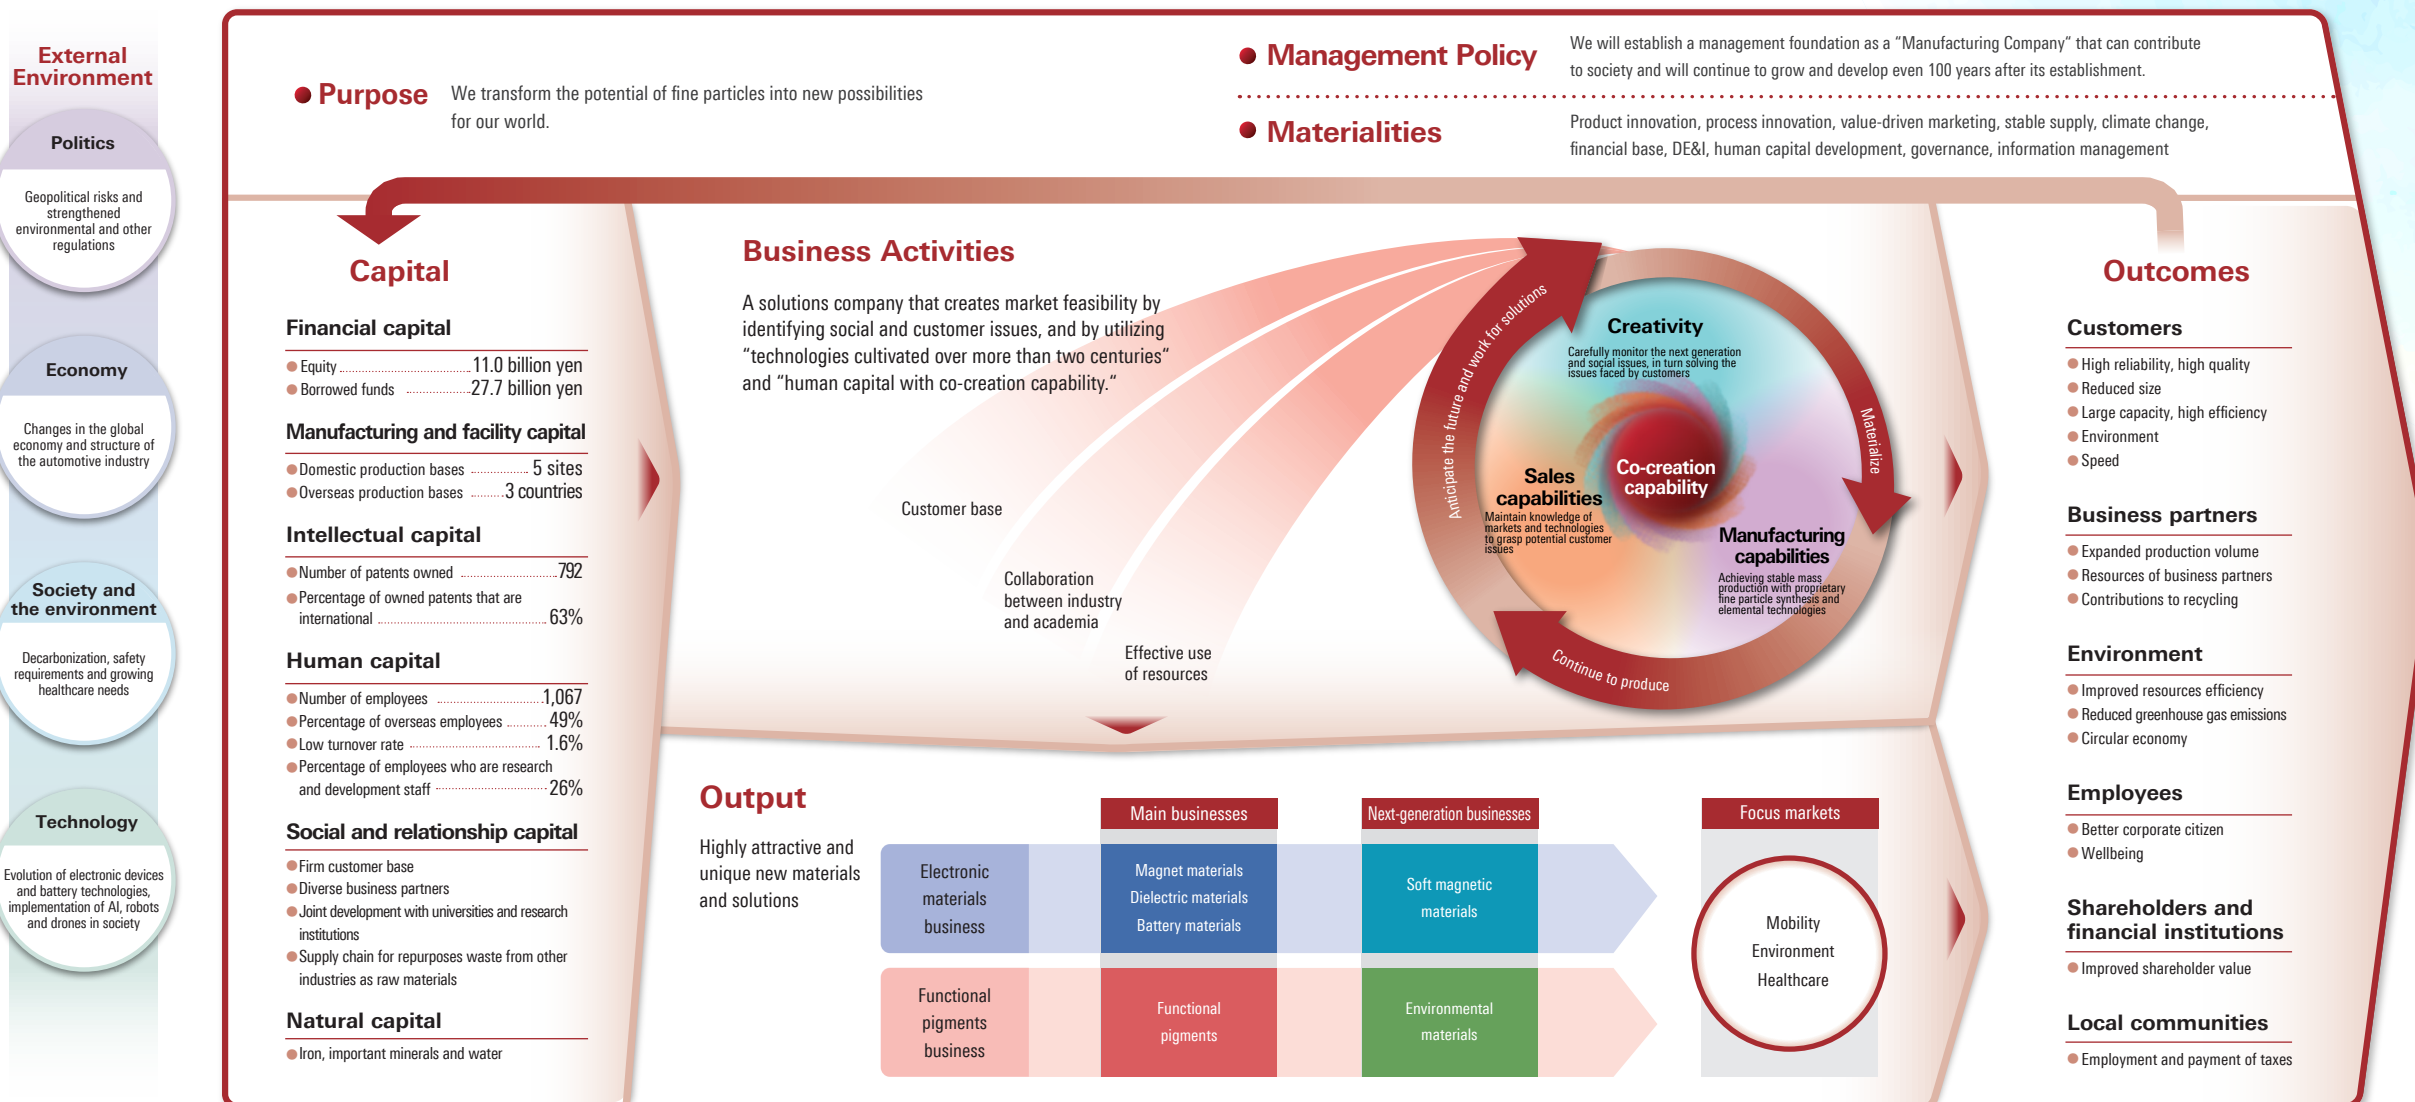 External
Environment
Politics
Geopolitical risks and
strengthened
environmental and other
regulations
Economy
Changes in the global
economy and structure of
the automotive industry
Society and
the environment
Decarbonization, safety
requirements and growing
healthcare needs
Technology
Evolution of electronic devices
and battery technologies,
implementation of AI, robots
and drones in society
Purpose
We transform the potential of fine particles into new possibilities
for our world.
Management Policy
We will establish a management foundation as a “Manufacturing Company“ that can contribute
to society and will continue to grow and develop even 100 years after its establishment.
Materialities
Product innovation, process innovation, value-driven marketing, stable supply, climate change,
financial base, DE&I, human capital development, governance, information management
Capital
Financial capital
Equity 11.0 billion yen
Borrowed funds 27.7 billion yen
Manufacturing and facility capital
Domestic production bases 5 sites
Overseas production bases 3 countries
Intellectual capital
Number of patents owned 792
Percentage of owned patents that are
international 63%
Human capital
Number of employees 1,067
Percentage of overseas employees 49%
Low turnover rate 1.6%
Percentage of employees who are research
and development staff 26%
Social and relationship capital
Firm customer base
Diverse business partners
Joint development with universities and research
institutions
Supply chain for repurposes waste from other
industries as raw materials
Natural capital
Iron, important minerals and water
Business Activities
A solutions company that creates market feasibility by
identifying social and customer issues, and by utilizing
“technologies cultivated over more than two centuries“
and “human capital with co-creation capability.“
Customer base
Collaboration
between industry
and academia
Effective use
of resources
Anticipate the future and work for solutions
Materialize
Continue to produce
Creativity
Carefully monitor the next generation
and social issues, in turn solving the
issues faced by customers
Co-creation
capability
Sales
capabilities
Maintain knowledge of
markets and technologies
to grasp potential customer
issues
Manufacturing
capabilities
Achieving stable mass
production with proprietary
fine particle synthesis and
elemental technologies
Output
Highly attractive and
unique new materials
and solutions
Main businesses
Next-generation businesses
Focus markets
Electronic
materials
business
Magnet materials
Dielectric materials
Battery materials
Soft magnetic
materials
Functional
pigments
business
Functional
pigments
Environmental
materials
Mobility
Environment
Healthcare
Outcomes
Customers
High reliability, high quality
Reduced size
Large capacity, high efficiency
Environment
Speed
Business partners
Expanded production volume
Resources of business partners
Contributions to recycling
Environment
Improved resources efficiency
Reduced greenhouse gas emissions
Circular economy
Employees
Better corporate citizen
Wellbeing
Shareholders and
financial institutions
Improved shareholder value
Local communities
Employment and payment of taxes